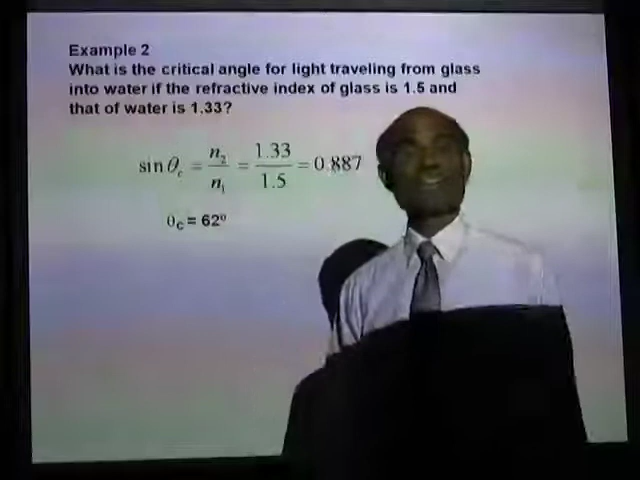 Example 2
What is the critical angle for light traveling from glass
into water if the refractive index of glass is 1.5 and
that of water is 1.33?
sin θc = n2/n1 = 1.33/1.5 = 0.887
θc = 62º